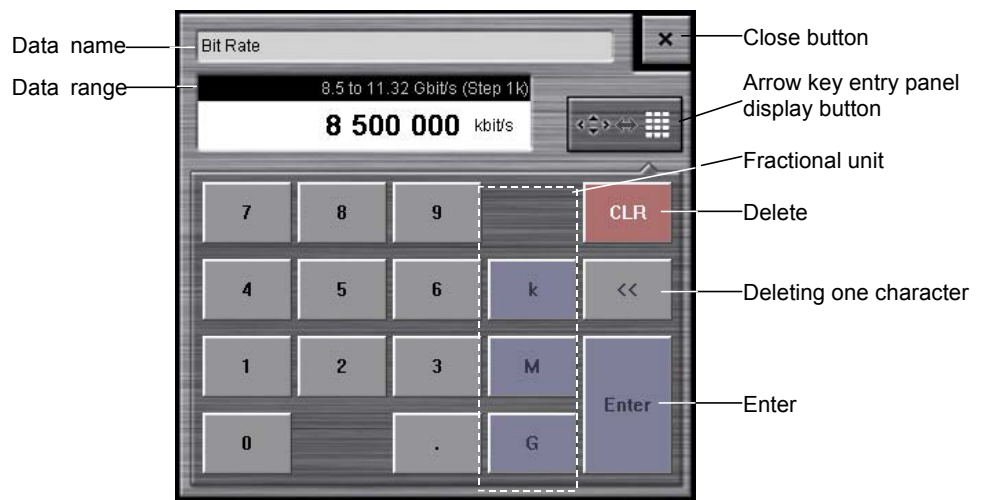 Data name
Bit Rate
×
Close button
Data range
8.5 to 11.32 Gbit/s (Step 1k)
8 500 000 kbit/s
Arrow key entry panel
display button
Fractional unit
7 8 9 CLR
Delete
4 5 6 k <<
Deleting one character
1 2 3 M
Enter
Enter
0 . G